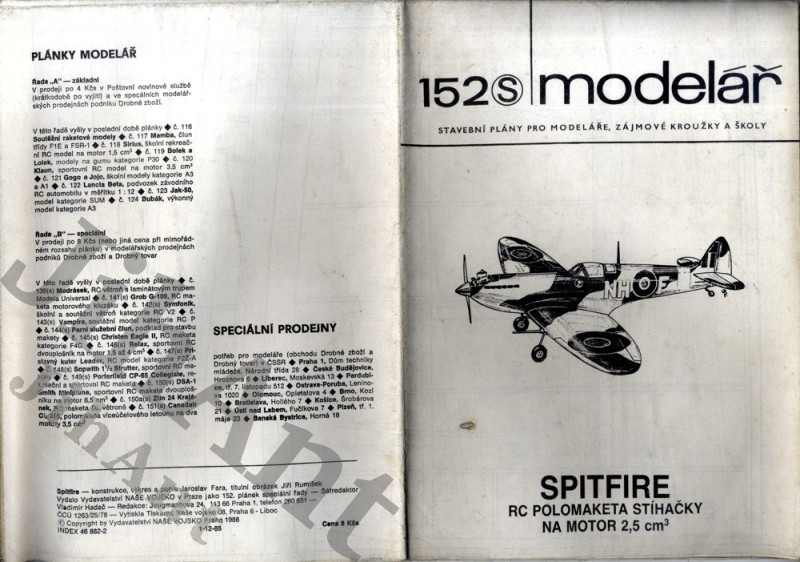 PLÁNKY MODELÁŘ
Řada „A" — základní
V prodeji po 4 Kčs v Poštovní novinové službě
(krátkodobě po vyjití) a ve speciálních modelář-
ských prodejnách podniku Drobné zboží.
V této řadě vyšly v poslední době plánky ◆ č. 116
Soutěžní raketové modely ◆ č. 117 Mamba, člun
třídy F1E a FSR-1 ◆ č. 118 Sirius, školní rekreač-
ní RC model na motor 1,5 cm³ ◆ č. 119 Bolek a
Lolek, modely na gumu kategorie P30 ◆ č. 120
Klaun, sportovní RC model na motor 3,5 cm³
◆ č. 121 Gogo a Jojo, školní modely kategorie A3
a A1 ◆ č. 122 Lancia Beta, podvozek závodního
RC automobilu v měřítku 1 : 12 ◆ č. 123 Jak-50,
model kategorie SUM ◆ č. 124 Bubák, výkonný
model kategorie A3
Řada „B" — speciální
V prodeji po 8 Kčs (nebo jiná cena při mimořád-
ném rozsahu plánku) v modelářských prodejnách
podniků Drobné zboží a Drobný tovar
V této řadě vyšly v poslední době plánky ◆ č.
139(s) Modrásek, RC větroň s laminátovým trupem
Models Universal ◆ č. 141(s) Grob G-109, RC ma-
keta motorového kluzáku ◆ č. 142(s) Symfonik,
školní a soutěžní větroň kategorie RC V2 ◆ č.
143(s) Vampire, soutěžní model kategorie RC P
◆ č. 144(s) Parní služební člun, podklad pro stavbu
makety ◆ č. 145(s) Christen Eagle II, RC maketa
kategorie F4C ◆ č. 146(s) Relax, sportovní RC
dvouplošník na motor 1,5 až 4 cm³ ◆ č. 147(s) Pří-
slavný kuter Leader, RC model kategorie F2Z-A
◆ č. 148(s) Sopwith 1½ Strutter, sportovní RC ma-
keta ◆ č. 149(s) Porterfield CP-65 Collegiate, re-
kreační a sportovní RC maketa ◆ č. 150(s) DSA-1
Smith Miniplane, sportovní RC maketa dvouploš-
níku na motor 6,5 cm³ ◆ č. 150a(s) Zlin 24 Krajá-
nek, RC maketa čs. větroně ◆ č. 151(s) Canadair
CL-215, polomaketa víceúčelového letounu na dva
motory 3,5 cm³
SPECIÁLNÍ PRODEJNY
potřeb pro modeláře (obchodu Drobné zboží a
Drobný tovar) v ČSSR ◆ Praha 1, Dům techniky
mládeže, Národní třída 28 ◆ České Budějovice,
Hroznova 6 ◆ Liberec, Moskevská 13 ◆ Pardubi-
ce, tř. 7. listopadu 512 ◆ Ostrava-Poruba, Lenino-
va 1020 ◆ Olomouc, Opletalova 4 ◆ Brno, Kozí
10 ◆ Bratislava, Holiého 7 ◆ Košice, Šrobárova
21 ◆ Ústí nad Labem, Fučíkova 7 ◆ Plzeň, tř. 1.
máje 23 ◆ Banská Bystrica, Horná 18
Spitfire — konstrukce, výkres a popis Jaroslav Fara, titulní obrázek Jiří Rumíšek
Vydalo Vydavatelství NAŠE VOJSKO v Praze jako 152. plánek speciální řady — Šéfredaktor
Vladimír Hadač — Redakce: Jungmannova 24, 113 66 Praha 1, telefon 260 651 —
ČCÚ 1263/25/78 — Vytiskla Tiskárna Naše vojsko 08, Praha 6 - Liboc
© Copyright by Vydavatelství NAŠE VOJSKO Praha 1988
INDEX 46 882-2 1-12-88 Cena 8 Kčs
152 S modelář
STAVEBNÍ PLÁNY PRO MODELÁŘE, ZÁJMOVÉ KROUŽKY A ŠKOLY
NH F
SPITFIRE
RC POLOMAKETA STÍHAČKY
NA MOTOR 2,5 cm³